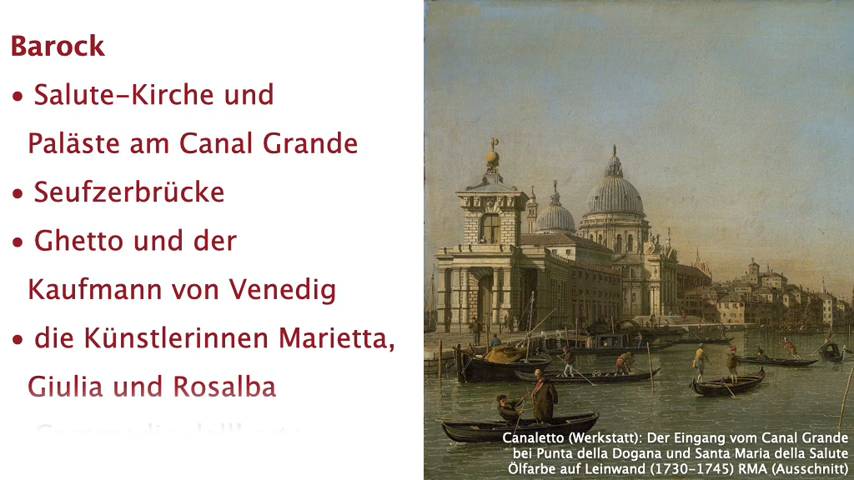 Barock
• Salute-Kirche und
Paläste am Canal Grande
• Seufzerbrücke
• Ghetto und der
Kaufmann von Venedig
• die Künstlerinnen Marietta,
Giulia und Rosalba
Canaletto (Werkstatt): Der Eingang vom Canal Grande
bei Punta della Dogana und Santa Maria della Salute
Ölfarbe auf Leinwand (1730-1745) RMA (Ausschnitt)